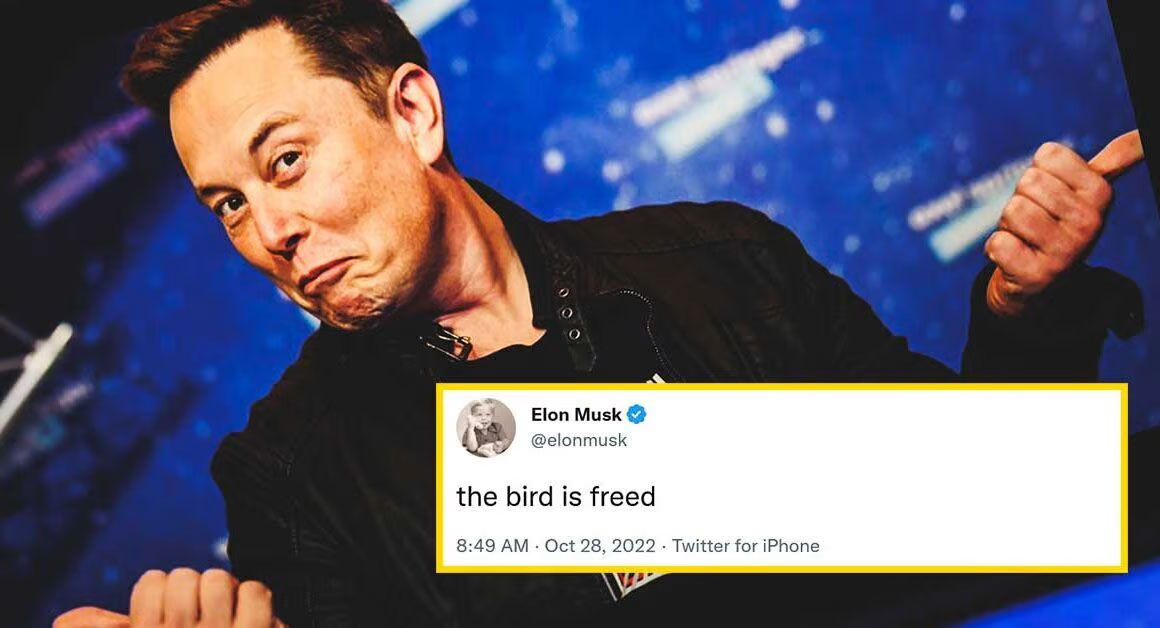 Elon Musk
@elonmusk
the bird is freed
8:49 AM · Oct 28, 2022 · Twitter for iPhone